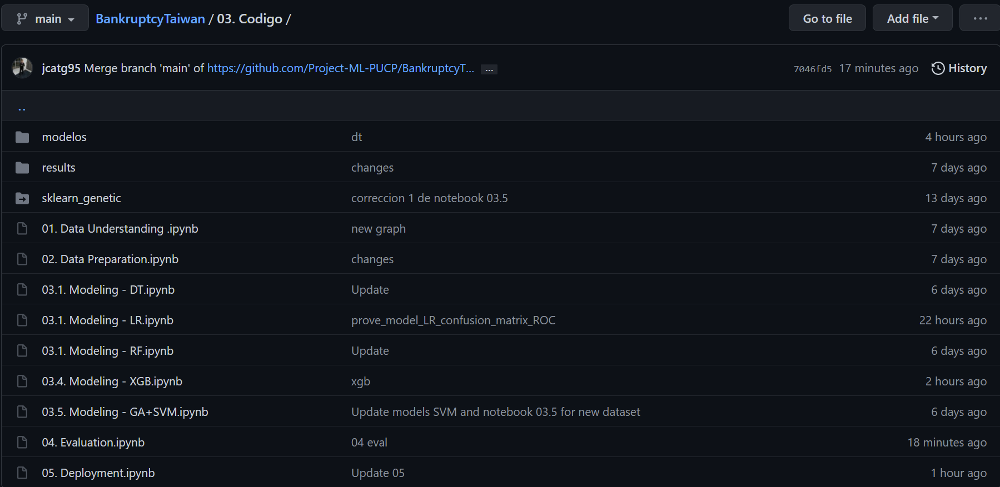 main BankruptcyTaiwan / 03. Codigo / Go to file Add file ...
jcatg95 Merge branch 'main' of https://github.com/Project-ML-PUCP/BankruptcyT... ... 7046fd5 17 minutes ago History
..
modelos dt 4 hours ago
results changes 7 days ago
sklearn_genetic correccion 1 de notebook 03.5 13 days ago
01. Data Understanding .ipynb new graph 7 days ago
02. Data Preparation.ipynb changes 7 days ago
03.1. Modeling - DT.ipynb Update 6 days ago
03.1. Modeling - LR.ipynb prove_model_LR_confusion_matrix_ROC 22 hours ago
03.1. Modeling - RF.ipynb Update 6 days ago
03.4. Modeling - XGB.ipynb xgb 2 hours ago
03.5. Modeling - GA+SVM.ipynb Update models SVM and notebook 03.5 for new dataset 6 days ago
04. Evaluation.ipynb 04 eval 18 minutes ago
05. Deployment.ipynb Update 05 1 hour ago